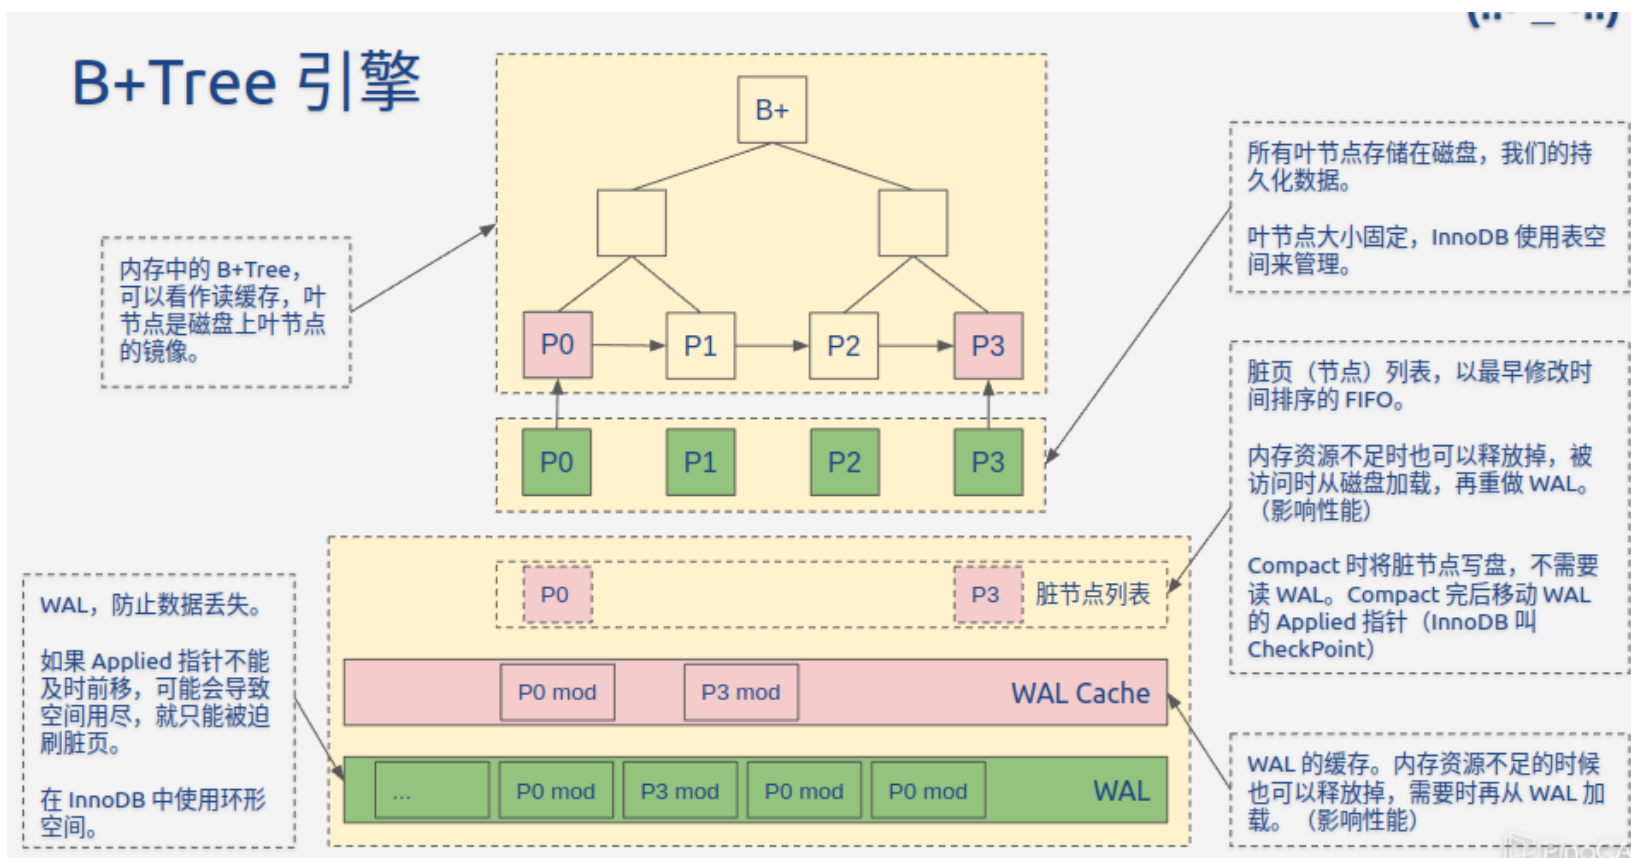 B+Tree 引擎
B+
内存中的 B+Tree，
可以看作读缓存，叶
节点是磁盘上叶节点
的镜像。
P0
P1
P2
P3
P0
P1
P2
P3
所有叶节点存储在磁盘，我们的持
久化数据。
叶节点大小固定，InnoDB 使用表空
间来管理。
脏页（节点）列表，以最早修改时
间排序的 FIFO。
内存资源不足时也可以释放掉，被
访问时从磁盘加载，再重做 WAL。
（影响性能）
Compact 时将脏节点写盘，不需要
读 WAL。Compact 完后移动 WAL
的 Applied 指针（InnoDB 叫
CheckPoint）
P0
P3
脏节点列表
P0 mod
P3 mod
WAL Cache
...
P0 mod
P3 mod
P0 mod
P0 mod
WAL
WAL，防止数据丢失。
如果 Applied 指针不能
及时前移，可能会导致
空间用尽，就只能被迫
刷脏页。
在 InnoDB 中使用环形
空间。
WAL 的缓存。内存资源不足的时候
也可以释放掉，需要时再从 WAL 加
载。（影响性能）